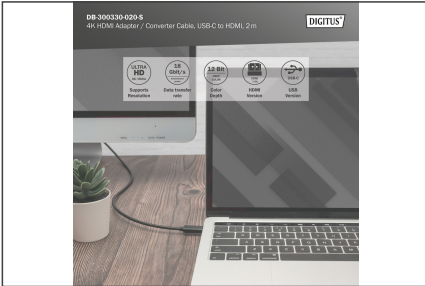 DB-300330-020-S
4K HDMI Adapter / Converter Cable, USB-C to HDMI, 2 m
DIGITUS®
ULTRA
HD
18
Gbit/s
12 Bit
COLOR
USB-C
Supports
Resolution
Data transfer
rate
Color
Depth
HDMI
Version
USB
Version